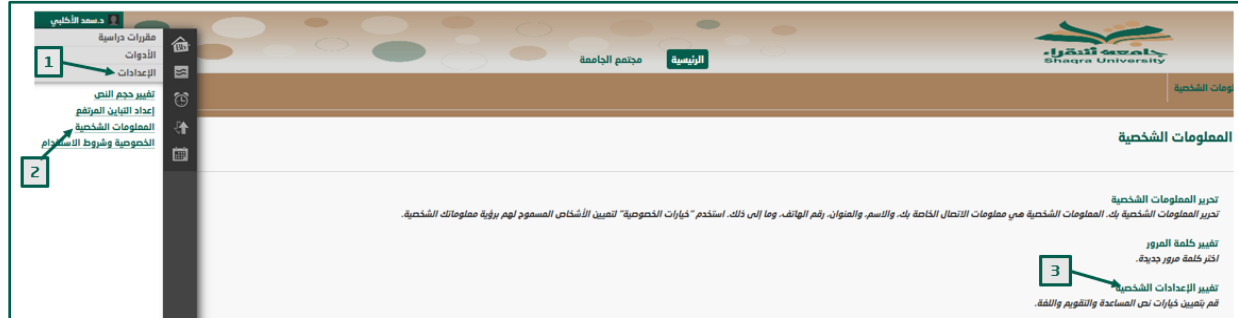 د.سعد الأكلبي
مقررات دراسية
الأدوات
الإعدادات
1
تغيير حجم النص
إعداد التباين المرتفع
المعلومات الشخصية
الخصوصية وشروط الاستخدام
2
Bb
الرئيسية
مجتمع الجامعة
جامعة شقراء
Shaqra University
ومات الشخصية
المعلومات الشخصية
تحرير المعلومات الشخصية
تحرير المعلومات الشخصية بك. المعلومات الشخصية هي معلومات الاتصال الخاصة بك، والاسم، والعنوان، رقم الهاتف، وما إلى ذلك. استخدم "خيارات الخصوصية" لتعيين الأشخاص المسموح لهم برؤية معلوماتك الشخصية.
تغيير كلمة المرور
اختر كلمة مرور جديدة.
3
تغيير الإعدادات الشخصية
قم بتعيين خيارات نص المساعدة والتقويم واللغة.